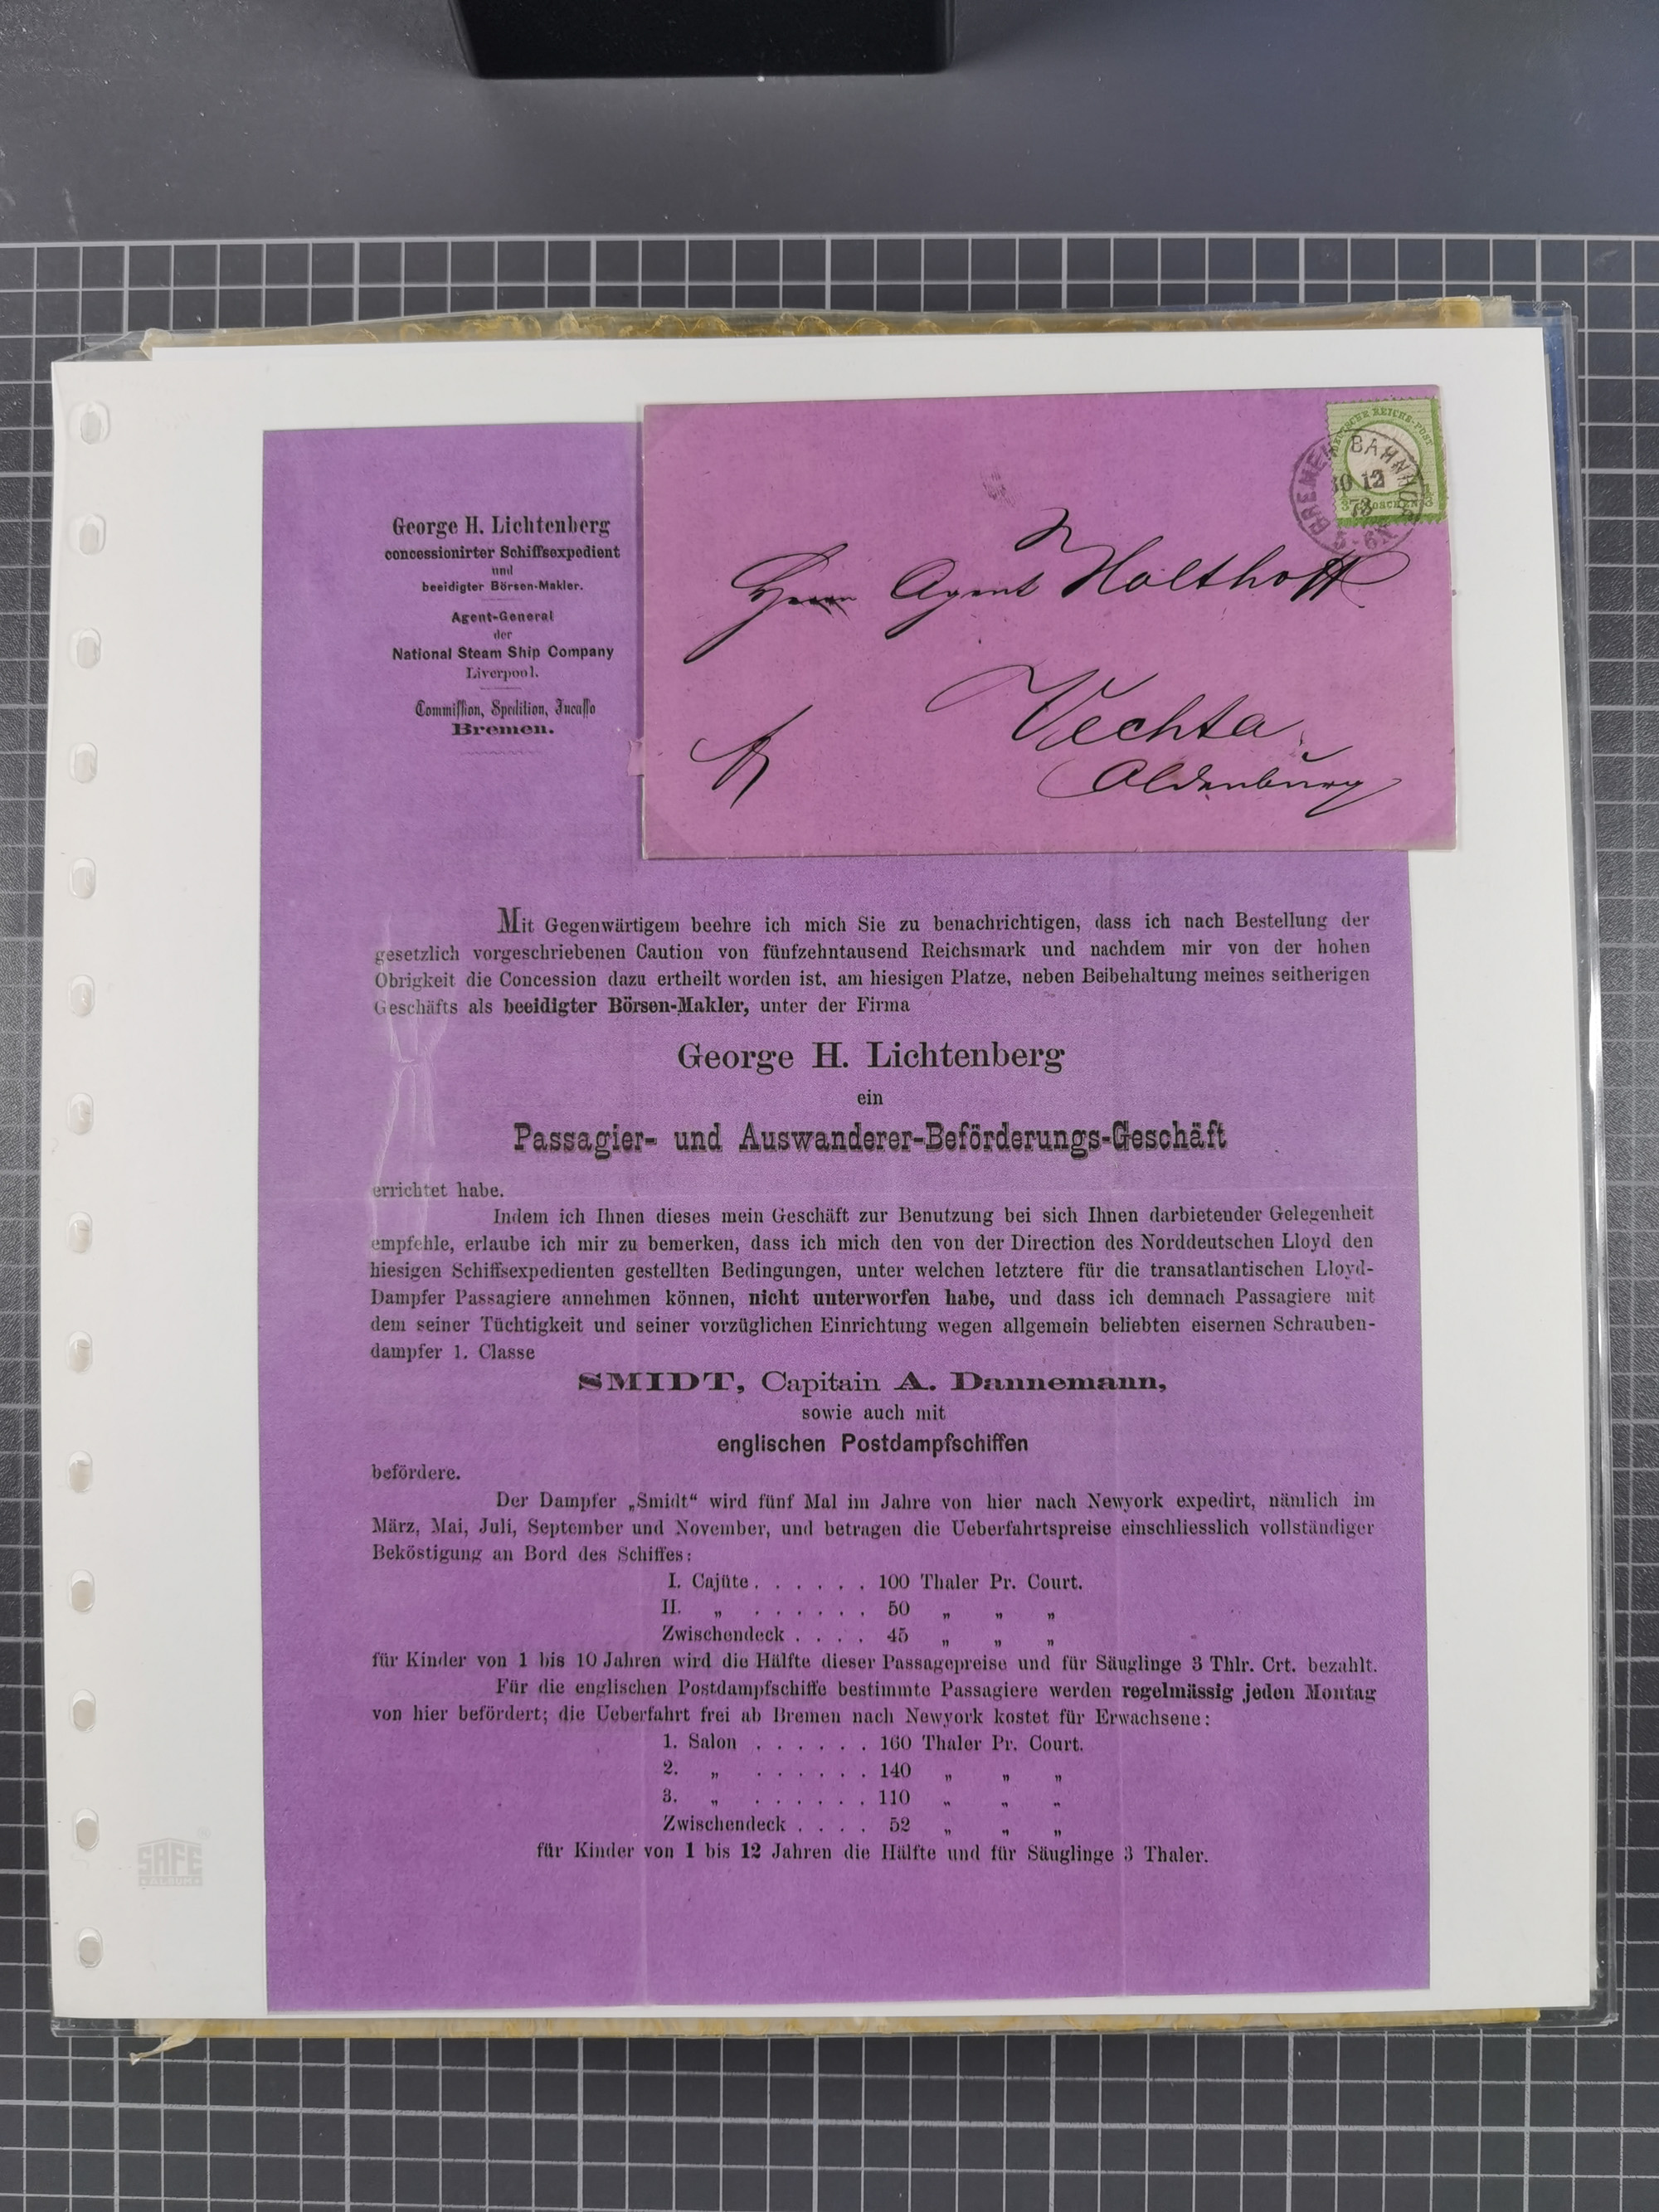 George H. Lichtenberg
concessionirter Schiffsexpedient
und
beeidigter Börsen-Makler.
Agent-General
der
National Steam Ship Company
Liverpool.
Commission, Spedition, Incasso
Bremen.
DEUTSCHE REICHS-POST
BREMEN BAHNHOF
30 12
73
5-6N
Herrn Agent Holthoff
Vechta
Oldenburg
Mit Gegenwärtigem beehre ich mich Sie zu benachrichtigen, dass ich nach Bestellung der
gesetzlich vorgeschriebenen Caution von fünfzehntausend Reichsmark und nachdem mir von der hohen
Obrigkeit die Concession dazu ertheilt worden ist, am hiesigen Platze, neben Beibehaltung meines seitherigen
Geschäfts als beeidigter Börsen-Makler, unter der Firma
George H. Lichtenberg
ein
Passagier- und Auswanderer-Beförderungs-Geschäft
errichtet habe.
Indem ich Ihnen dieses mein Geschäft zur Benutzung bei sich Ihnen darbietender Gelegenheit
empfehle, erlaube ich mir zu bemerken, dass ich mich den von der Direction des Norddeutschen Lloyd den
hiesigen Schiffsexpedienten gestellten Bedingungen, unter welchen letztere für die transatlantischen Lloyd-
Dampfer Passagiere annehmen können, nicht unterworfen habe, und dass ich demnach Passagiere mit
dem seiner Tüchtigkeit und seiner vorzüglichen Einrichtung wegen allgemein beliebten eisernen Schrauben-
dampfer 1. Classe
SMIDT, Capitain A. Dannemann,
sowie auch mit
englischen Postdampfschiffen
befördere.
Der Dampfer „Smidt“ wird fünf Mal im Jahre von hier nach Newyork expedirt, nämlich im
März, Mai, Juli, September und November, und betragen die Ueberfahrtspreise einschliesslich vollständiger
Beköstigung an Bord des Schiffes:
I. Cajüte . . . . . . 100 Thaler Pr. Court.
II. „ . . . . . . 50 „ „ „
Zwischendeck . . . . 45 „ „ „
für Kinder von 1 bis 10 Jahren wird die Hälfte dieser Passagepreise und für Säuglinge 3 Thlr. Crt. bezahlt.
Für die englischen Postdampfschiffe bestimmte Passagiere werden regelmässig jeden Montag
von hier befördert; die Ueberfahrt frei ab Bremen nach Newyork kostet für Erwachsene:
1. Salon . . . . . . 160 Thaler Pr. Court.
2. „ . . . . . . 140 „ „ „
3. „ . . . . . . 110 „ „ „
Zwischendeck . . . . 52 „ „ „
für Kinder von 1 bis 12 Jahren die Hälfte und für Säuglinge 3 Thaler.
SAFE
ALBUM